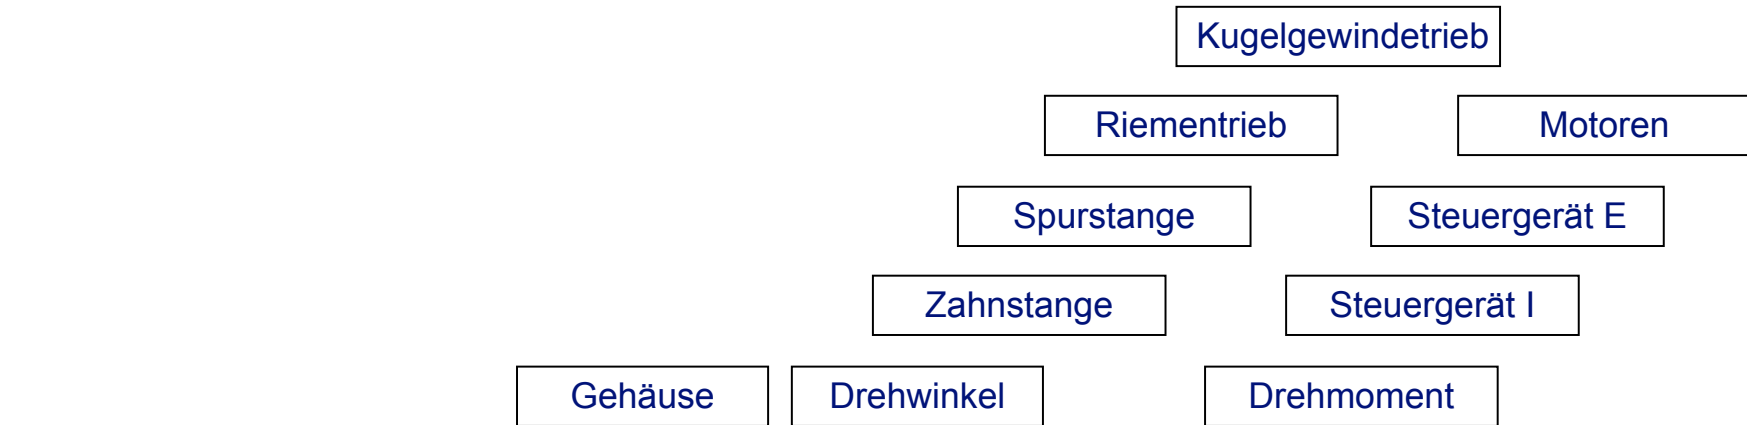 Kugelgewindetrieb
Riementrieb
Motoren
Spurstange
Steuergerät E
Zahnstange
Steuergerät I
Gehäuse
Drehwinkel
Drehmoment